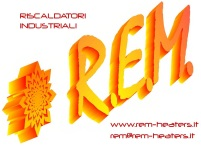 RISCALDATORI
INDUSTRIALI
R.E.M.
www.rem-heaters.it
rem@rem-heaters.it